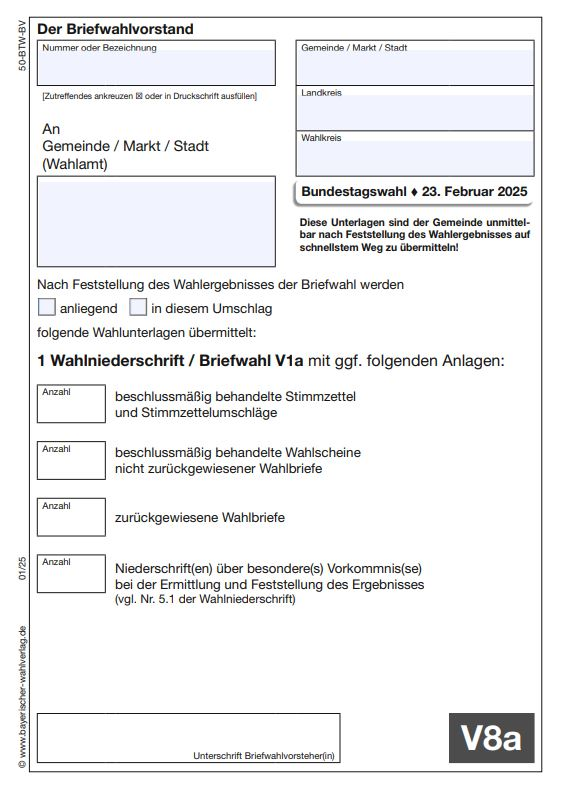 50-BTW-BV
Der Briefwahlvorstand
Nummer oder Bezeichnung
[Zutreffendes ankreuzen ☒ oder in Druckschrift ausfüllen]
Gemeinde / Markt / Stadt
Landkreis
Wahlkreis
An
Gemeinde / Markt / Stadt
(Wahlamt)
Bundestagswahl ♦ 23. Februar 2025
Diese Unterlagen sind der Gemeinde unmittel-
bar nach Feststellung des Wahlergebnisses auf
schnellstem Weg zu übermitteln!
Nach Feststellung des Wahlergebnisses der Briefwahl werden
anliegend in diesem Umschlag
folgende Wahlunterlagen übermittelt:
1 Wahlniederschrift / Briefwahl V1a mit ggf. folgenden Anlagen:
Anzahl
beschlussmäßig behandelte Stimmzettel
und Stimmzettelumschläge
Anzahl
beschlussmäßig behandelte Wahlscheine
nicht zurückgewiesener Wahlbriefe
Anzahl
zurückgewiesene Wahlbriefe
Anzahl
Niederschrift(en) über besondere(s) Vorkommnis(se)
bei der Ermittlung und Feststellung des Ergebnisses
(vgl. Nr. 5.1 der Wahlniederschrift)
01/25
© www.bayerischer-wahlverlag.de
Unterschrift Briefwahlvorsteher(in)
V8a